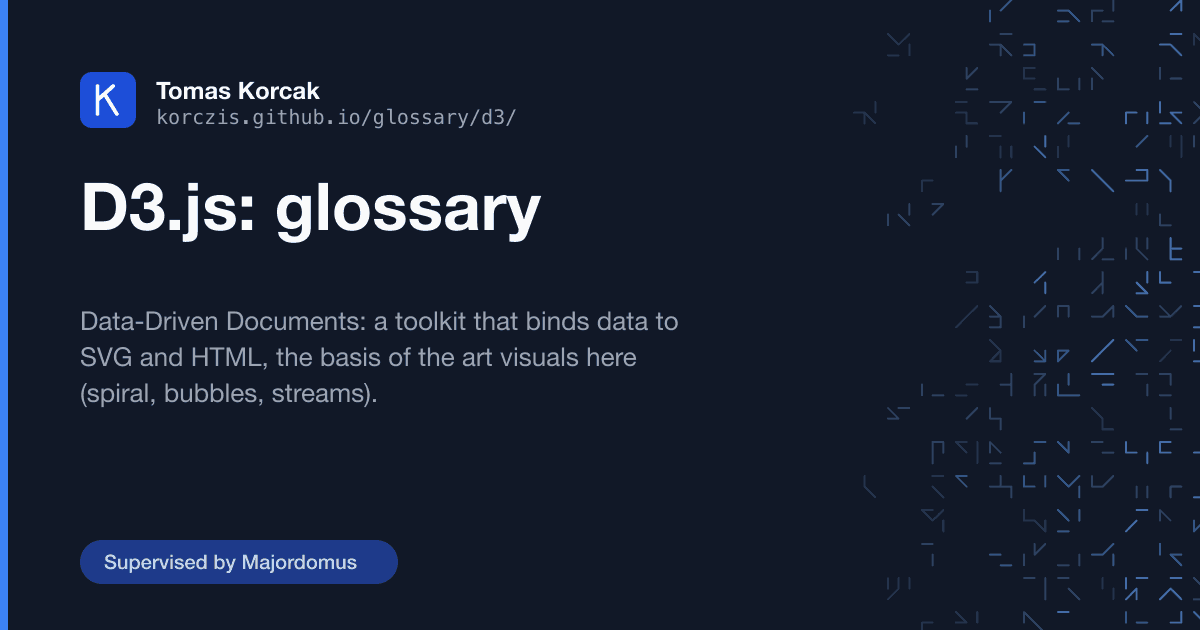 K
Tomas Korcak
korczis.github.io/glossary/d3/
D3.js: glossary
Data-Driven Documents: a toolkit that binds data to
SVG and HTML, the basis of the art visuals here
(spiral, bubbles, streams).
Supervised by Majordomus